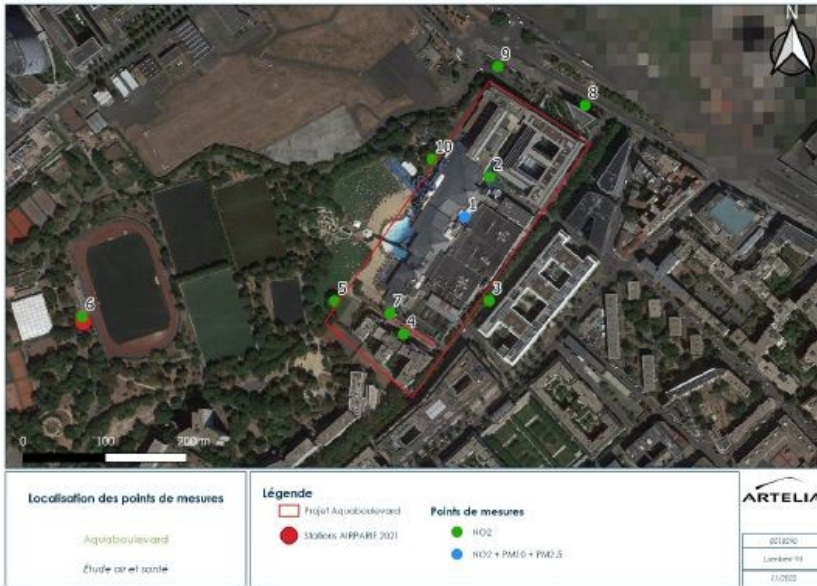 N
9
8
10
2
1
5
3
7
4
6
0 100 200 m
Localisation des points de mesures
Aquaboulevard
Étude air et santé
Légende
Projet Aquaboulevard
Stations AIRPARIF 2021
Points de mesures
NO2
NO2 + PM10 + PM2.5
ARTELIA
Lambert 93
11/2022